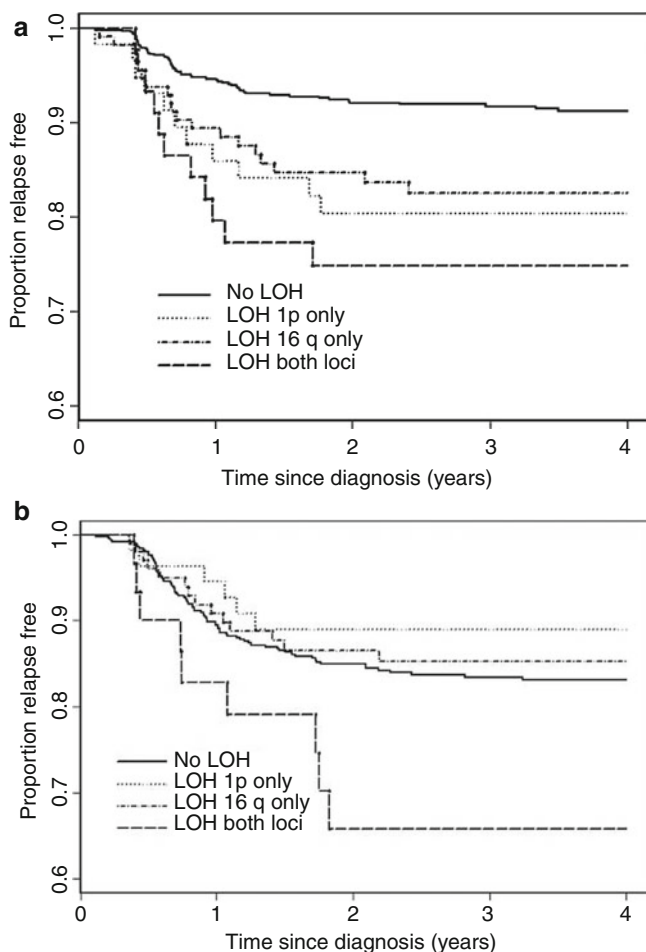 a
Proportion relapse free
1.0
0.9
0.8
0.7
0.6
No LOH
LOH 1p only
LOH 16 q only
LOH both loci
0 1 2 3 4
Time since diagnosis (years)
b
Proportion relapse free
1.0
0.9
0.8
0.7
0.6
No LOH
LOH 1p only
LOH 16 q only
LOH both loci
0 1 2 3 4
Time since diagnosis (years)